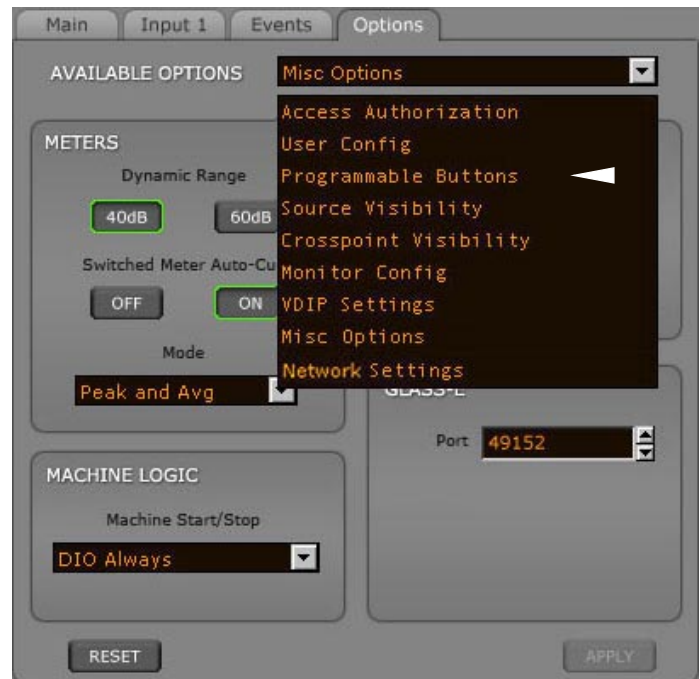 Main Input 1 Events Options
AVAILABLE OPTIONS Misc Options
Access Authorization
User Config
Programmable Buttons
Source Visibility
Crosspoint Visibility
Monitor Config
VDIP Settings
Misc Options
Network Settings
METERS
Dynamic Range
40dB 60dB
Switched Meter Auto-Cu
OFF ON
Mode
Peak and Avg
Port 49152
MACHINE LOGIC
Machine Start/Stop
DIO Always
RESET APPLY